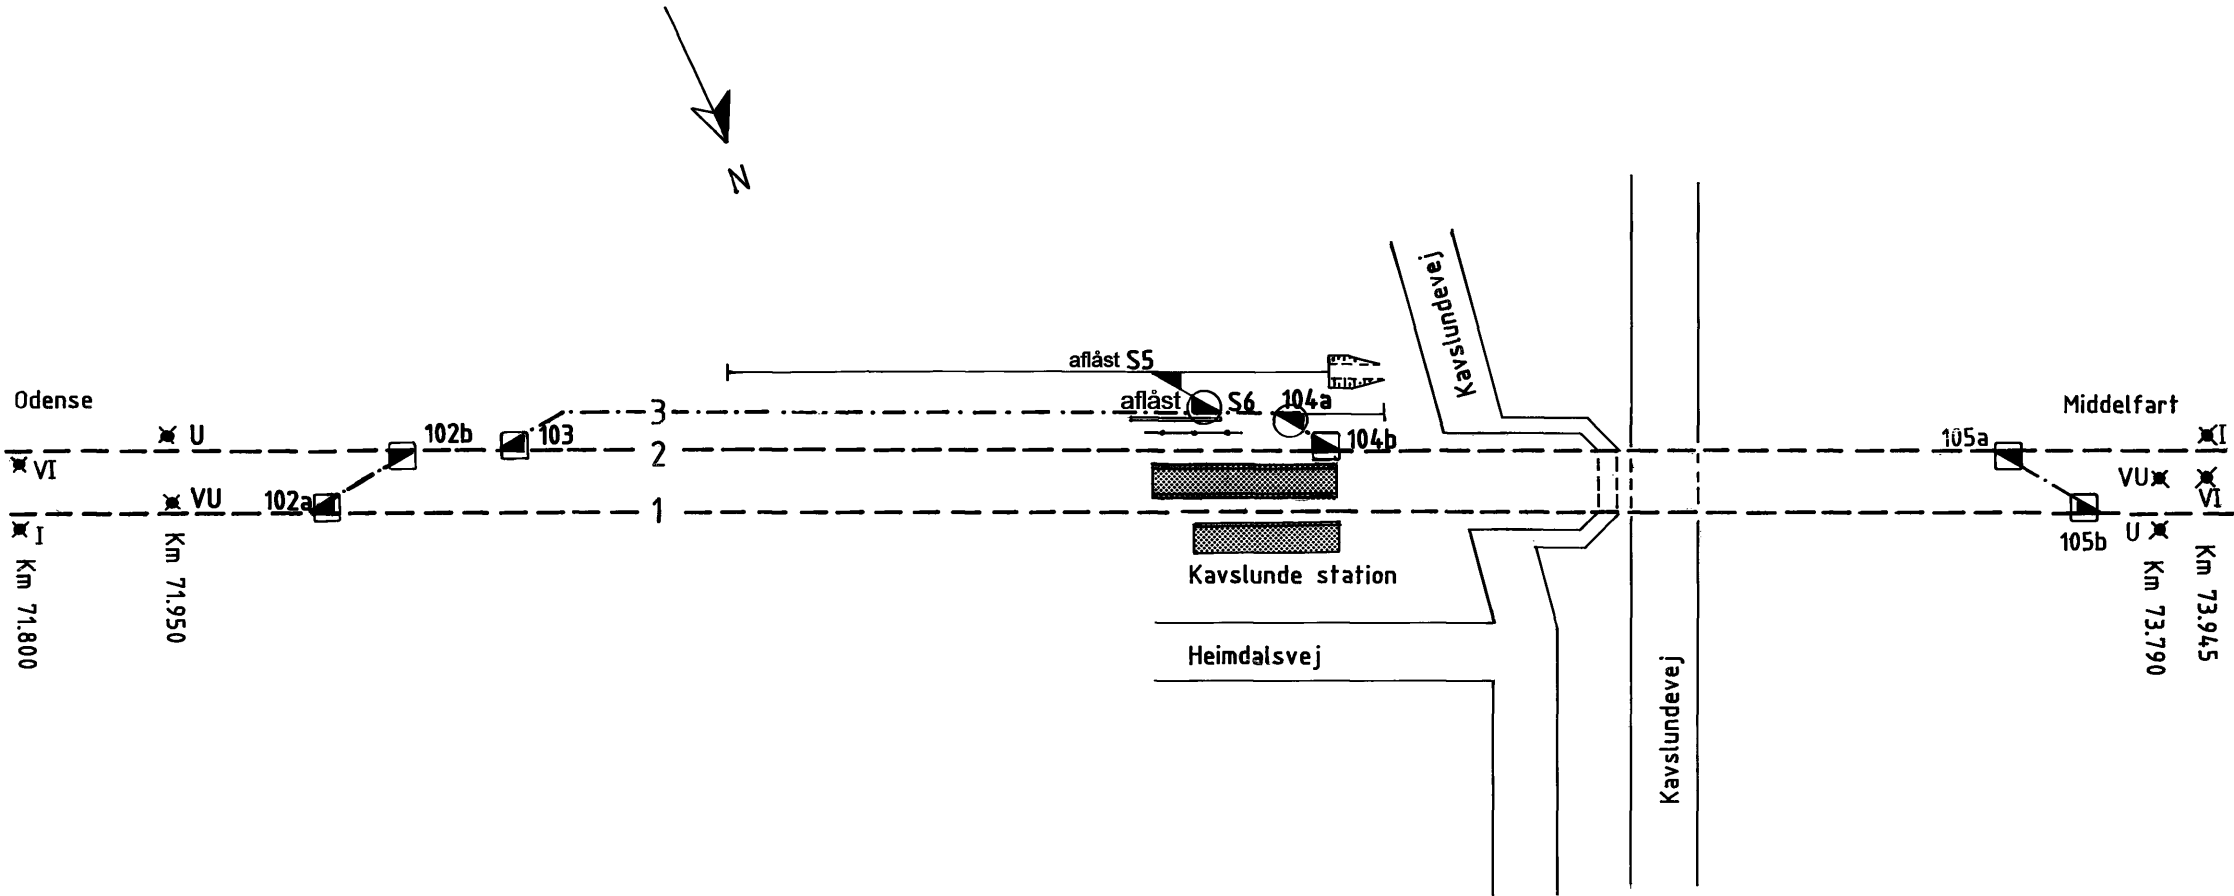 N
Kavslundevej
aflåst S5
aflåst S6
104a
Odense
3
Middelfart
U
102b
103
104b
105a
I
VI
2
VU
VI
102a
VU
1
I
U
105b
Km 71.800
Km 71.950
Km 73.790
Km 73.945
Kavslunde station
Heimdalsvej
Kavslundevej